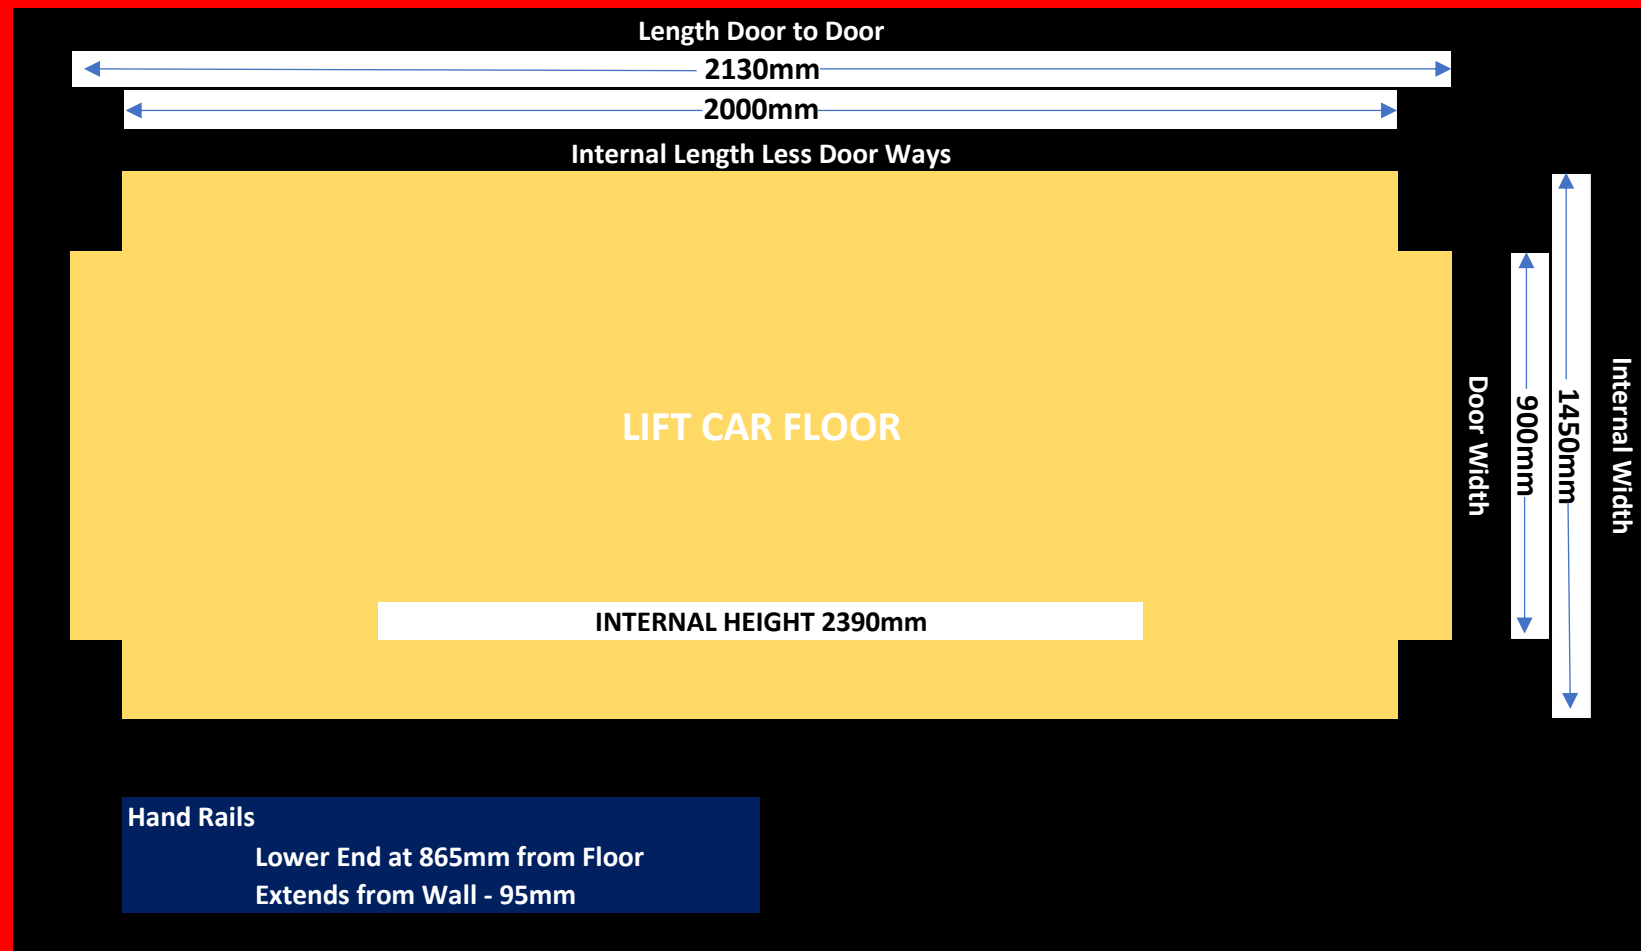 Length Door to Door
2130mm
2000mm
Internal Length Less Door Ways
LIFT CAR FLOOR
Door Width
900mm
1450mm
Internal Width
INTERNAL HEIGHT 2390mm
Hand Rails
Lower End at 865mm from Floor
Extends from Wall - 95mm